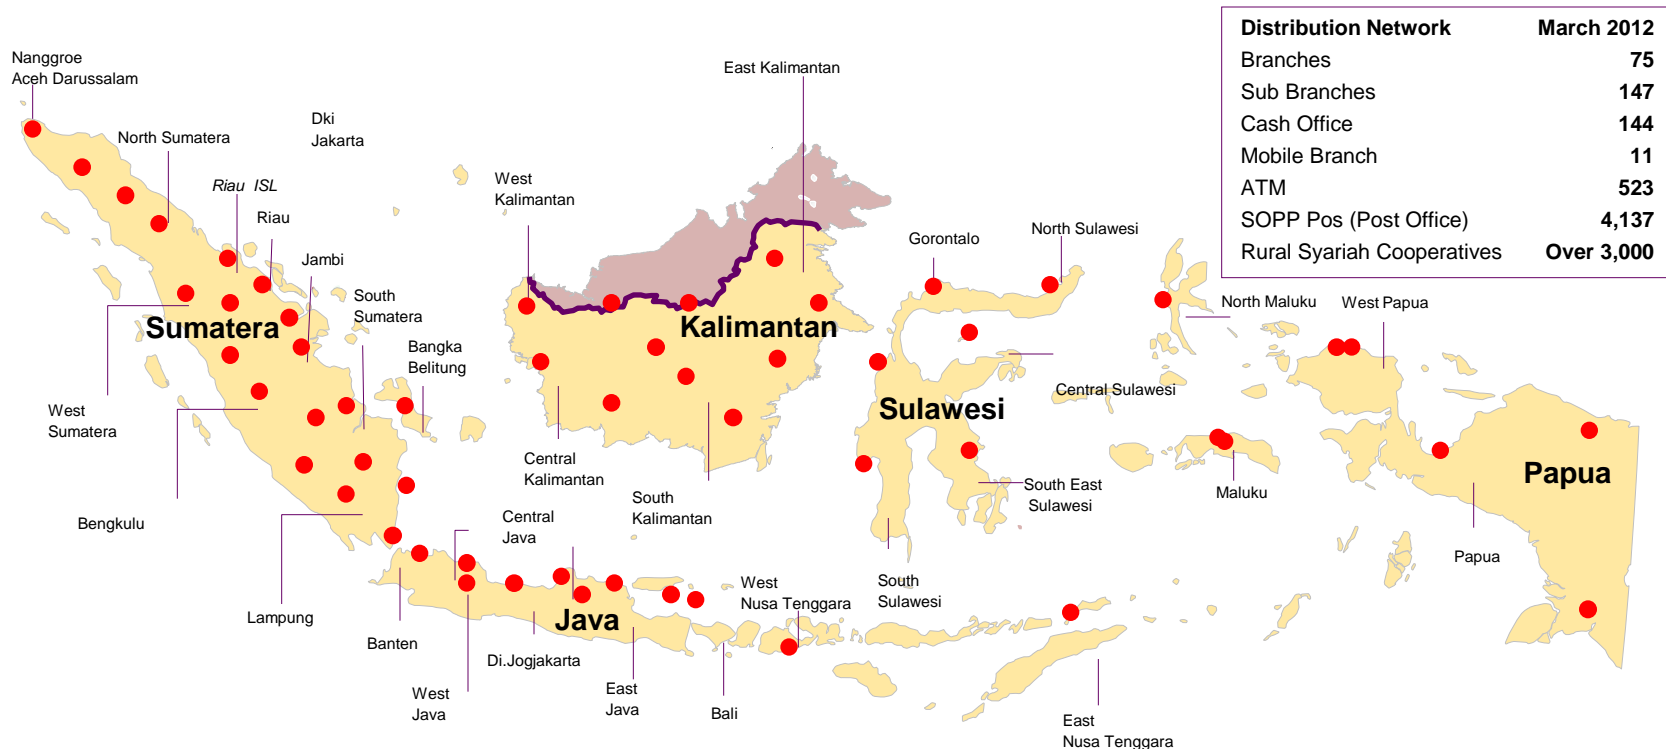 Distribution Network March 2012
Branches 75
Sub Branches 147
Cash Office 144
Mobile Branch 11
ATM 523
SOPP Pos (Post Office) 4,137
Rural Syariah Cooperatives Over 3,000
Nanggroe
Aceh Darussalam
North Sumatera
Dki
Jakarta
Riau ISL
Riau
Jambi
South
Sumatera
Bangka
Belitung
Sumatera
West
Sumatera
Bengkulu
Lampung
East Kalimantan
West
Kalimantan
Kalimantan
Central
Kalimantan
South
Kalimantan
Gorontalo
North Sulawesi
Central Sulawesi
Sulawesi
South East
Sulawesi
South
Sulawesi
North Maluku
West Papua
Maluku
Papua
Papua
Central
Java
Java
Banten
West
Java
Di.Jogjakarta
East
Java
Bali
West
Nusa Tenggara
East
Nusa Tenggara